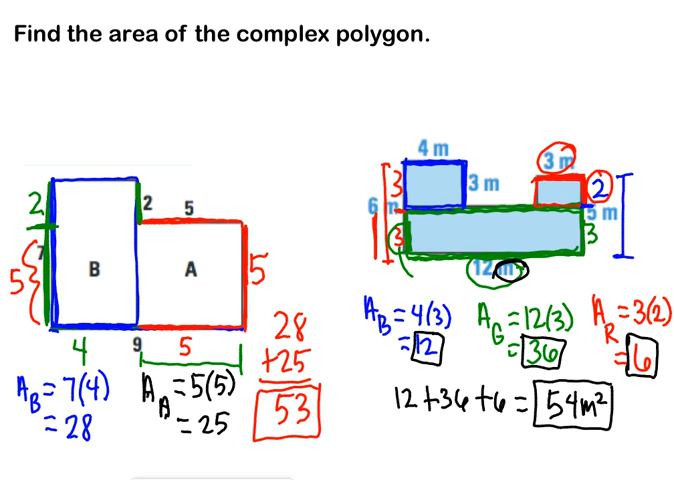 Find the area of the complex polygon.
2
2
5
7
5
B
A
5
4
9
5
A_B = 7(4)
= 28
A_A = 5(5)
= 25
28
+25
53
4 m
3 m
3
3 m
2
6 m
5 m
3
3
12 m
A_B = 4(3)
= 12
A_G = 12(3)
= 36
A_R = 3(2)
= 6
12 + 36 + 6 = 54m²